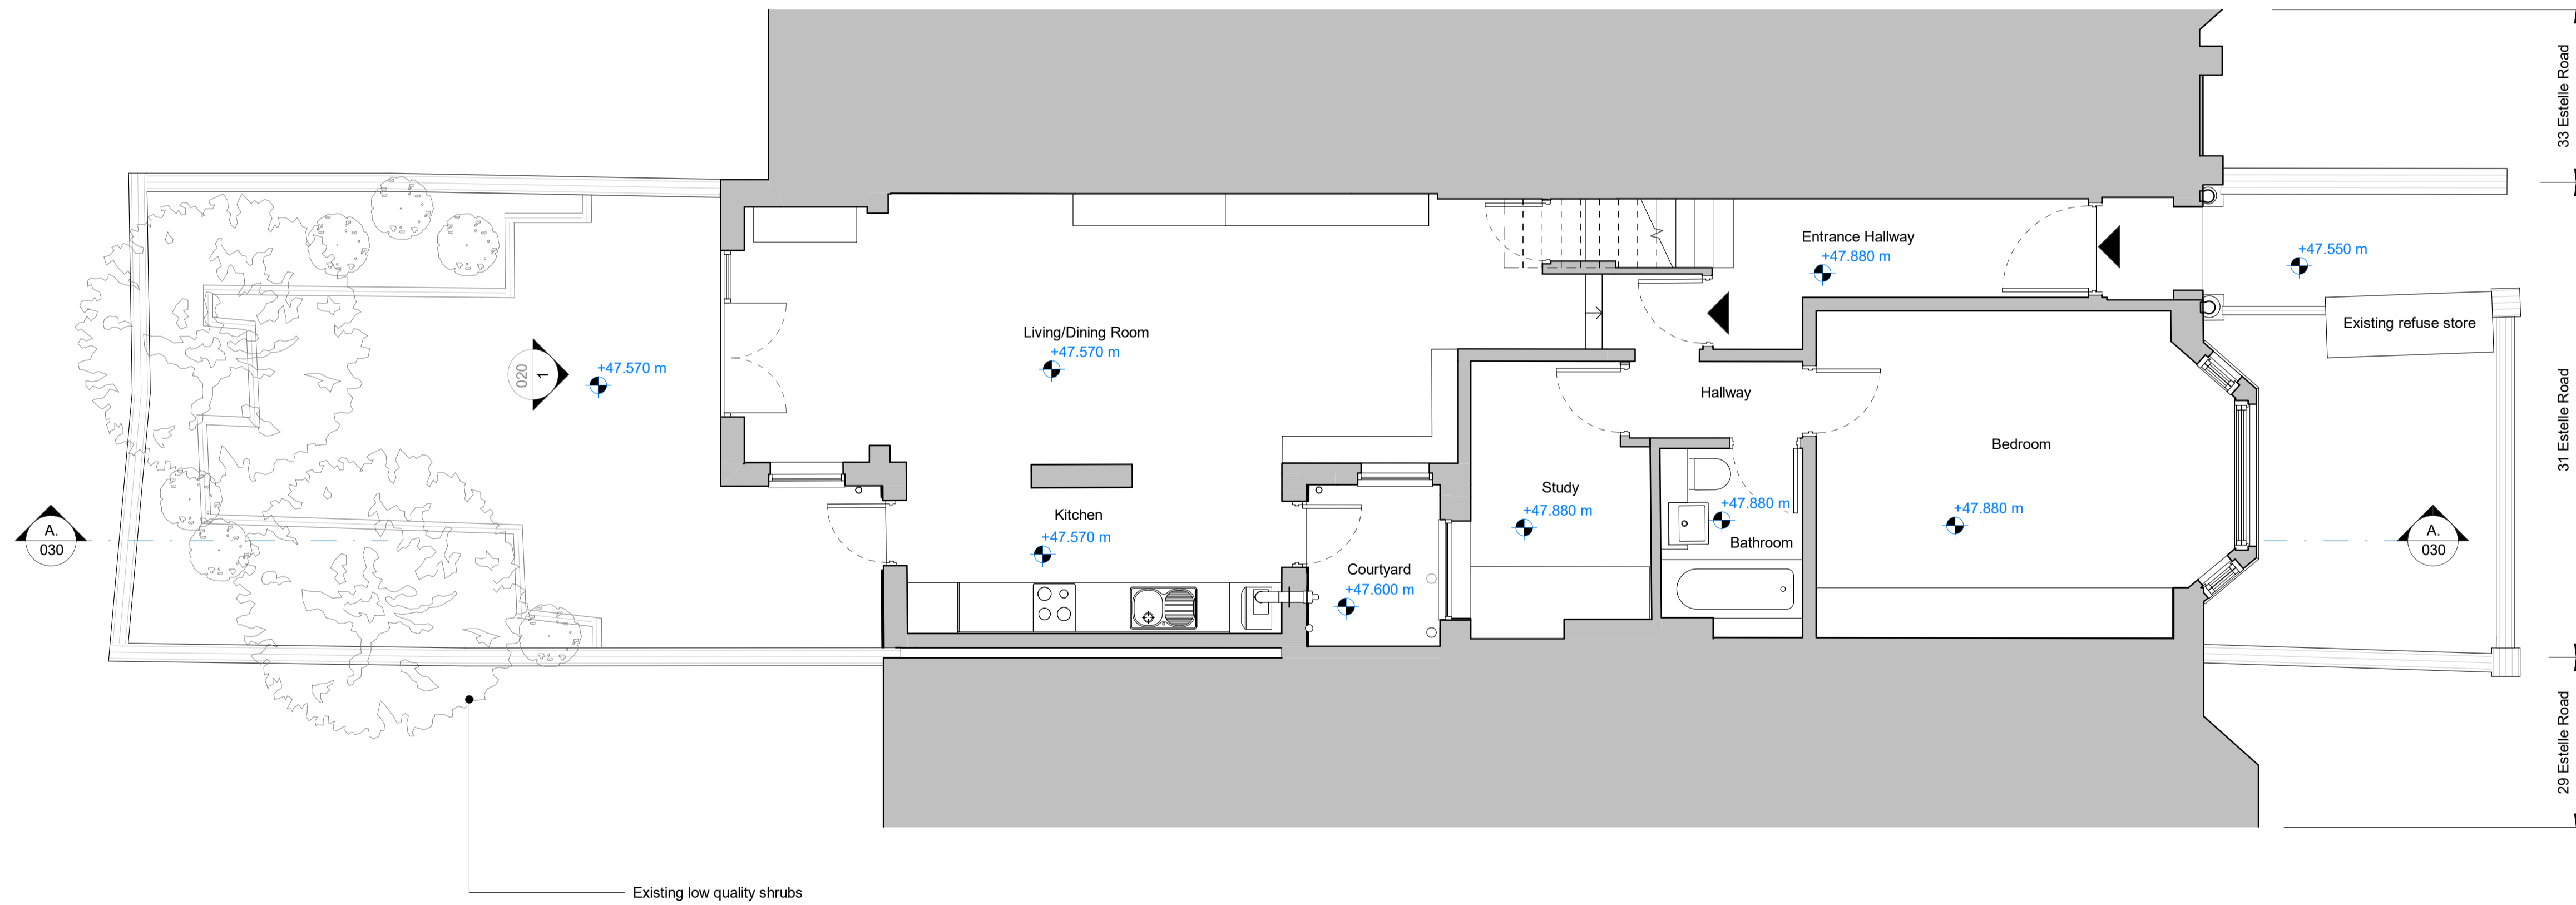 33 Estelle Road
Entrance Hallway
+47.880 m
+47.550 m
Existing refuse store
Living/Dining Room
+47.570 m
020
1
+47.570 m
Hallway
31 Estelle Road
Bedroom
+47.880 m
Study
+47.880 m
+47.880 m
Bathroom
Kitchen
+47.570 m
A.
030
A.
030
Courtyard
+47.600 m
29 Estelle Road
Existing low quality shrubs